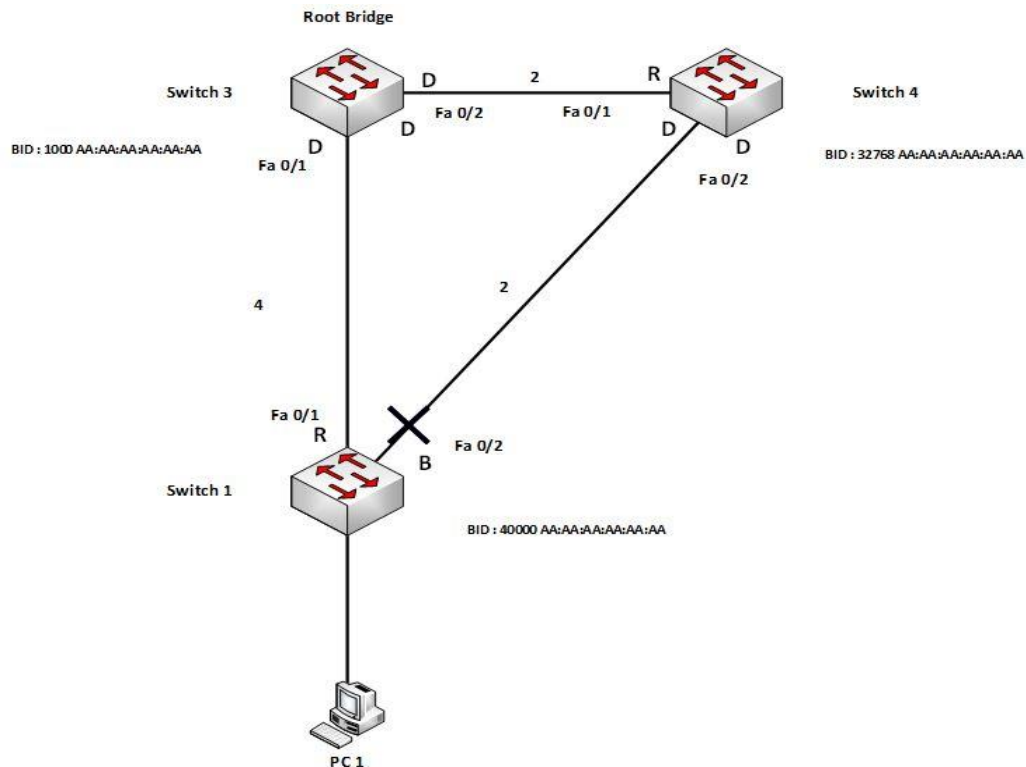 Root Bridge
Switch 3
D
2
R
Switch 4
Fa 0/2
Fa 0/1
D
D
D
D
BID : 1000 AA:AA:AA:AA:AA:AA
Fa 0/1
BID : 32768 AA:AA:AA:AA:AA:AA
Fa 0/2
2
4
Fa 0/1
R
Fa 0/2
B
Switch 1
BID : 40000 AA:AA:AA:AA:AA:AA
PC 1